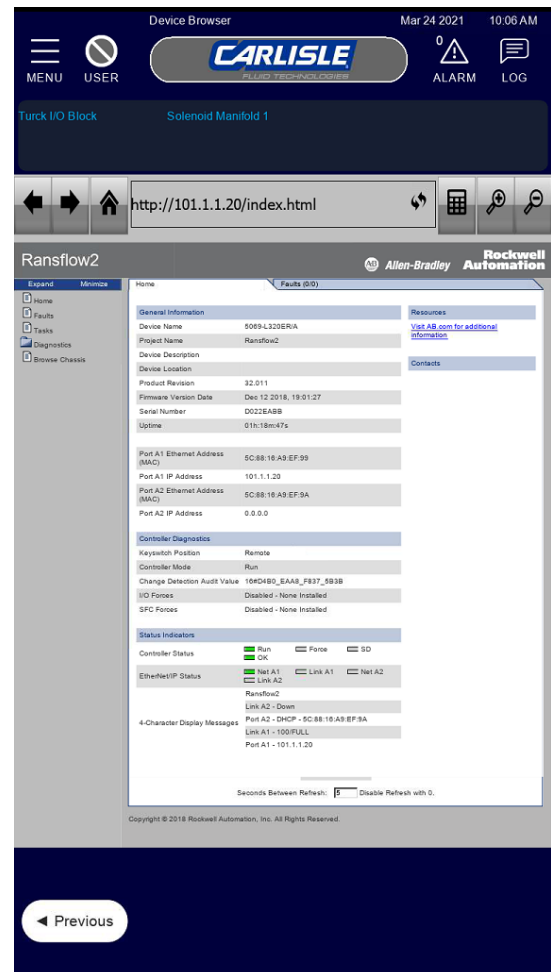 Device Browser
Mar 24 2021 10:06 AM
MENU USER
CARLISLE
FLUID TECHNOLOGIES
0
ALARM LOG
Turck I/O Block Solenoid Manifold 1
http://101.1.1.20/index.html
Ransflow2
AB Allen-Bradley
Rockwell
Automation
Expand Minimize
Home
Faults
Tasks
Diagnostics
Browse Chassis
Home Faults (0/0)
General Information
Device Name 5069-L320ER/A
Project Name Ransflow2
Device Description
Device Location
Product Revision 32.011
Firmware Version Date Dec 12 2018, 19:01:27
Serial Number D022EABB
Uptime 01h:18m:47s
Port A1 Ethernet Address
(MAC) 5C:88:16:A9:EF:99
Port A1 IP Address 101.1.1.20
Port A2 Ethernet Address
(MAC) 5C:88:16:A9:EF:9A
Port A2 IP Address 0.0.0.0
Resources
Visit AB.com for additional
information
Contacts
Controller Diagnostics
Keyswitch Position Remote
Controller Mode Run
Change Detection Audit Value 16#D4B0_EAA8_F837_5B3B
I/O Forces Disabled - None Installed
SFC Forces Disabled - None Installed
Status Indicators
Controller Status Run Force SD
OK
EtherNet/IP Status Net A1 Link A1 Net A2
Link A2
4-Character Display Messages
Ransflow2
Link A2 - Down
Port A2 - DHCP - 5C:88:16:A9:EF:9A
Link A1 - 100/FULL
Port A1 - 101.1.1.20
Seconds Between Refresh: 5 Disable Refresh with 0.
Copyright © 2018 Rockwell Automation, Inc. All Rights Reserved.
Previous